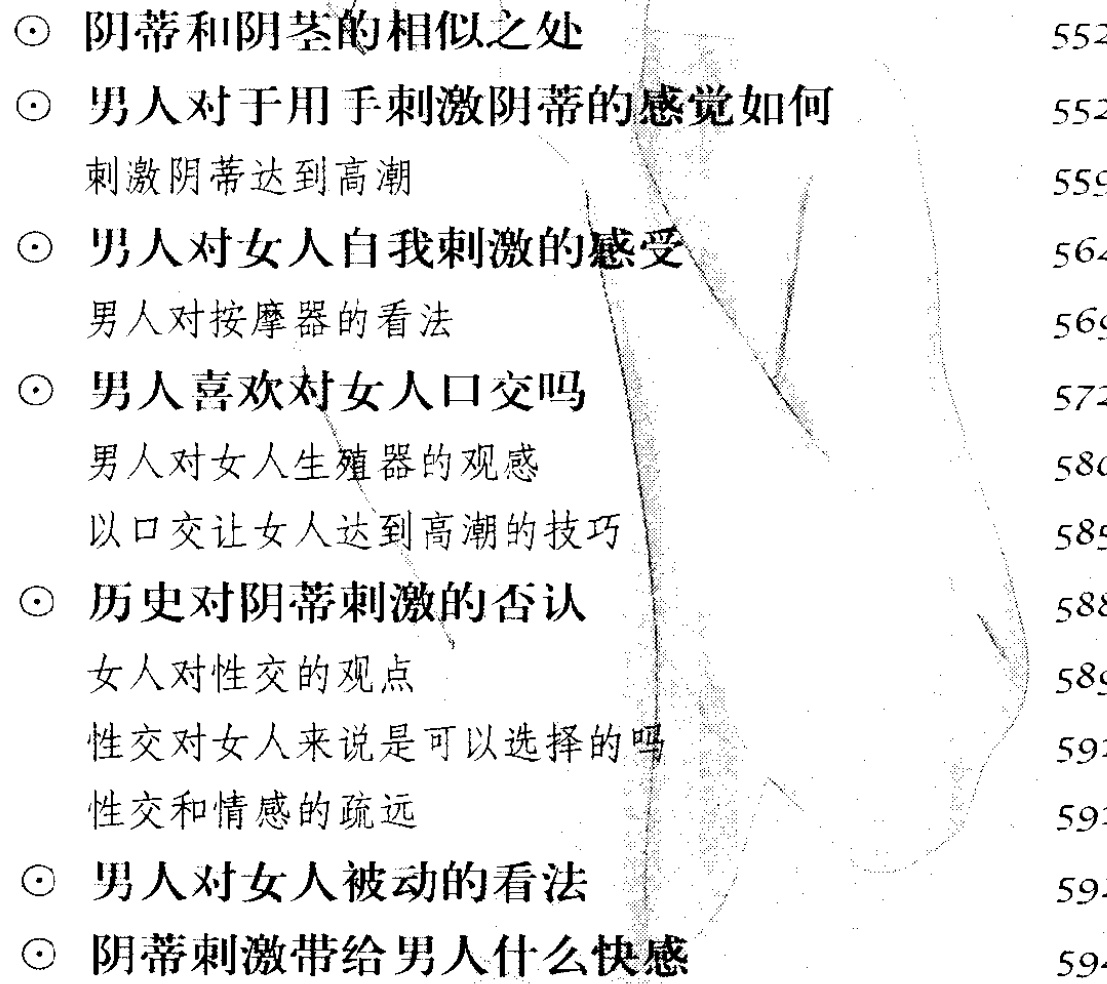 ⊙ 阴蒂和阴茎的相似之处 552
⊙ 男人对于用手刺激阴蒂的感觉如何 552
刺激阴蒂达到高潮 559
⊙ 男人对女人自我刺激的感受 564
男人对按摩器的看法 569
⊙ 男人喜欢对女人口交吗 572
男人对女人生殖器的观感 580
以口交让女人达到高潮的技巧 585
⊙ 历史对阴蒂刺激的否认 588
女人对性交的观点 589
性交对女人来说是可以选择的吗 591
性交和情感的疏远 591
⊙ 男人对女人被动的看法 592
⊙ 阴蒂刺激带给男人什么快感 594